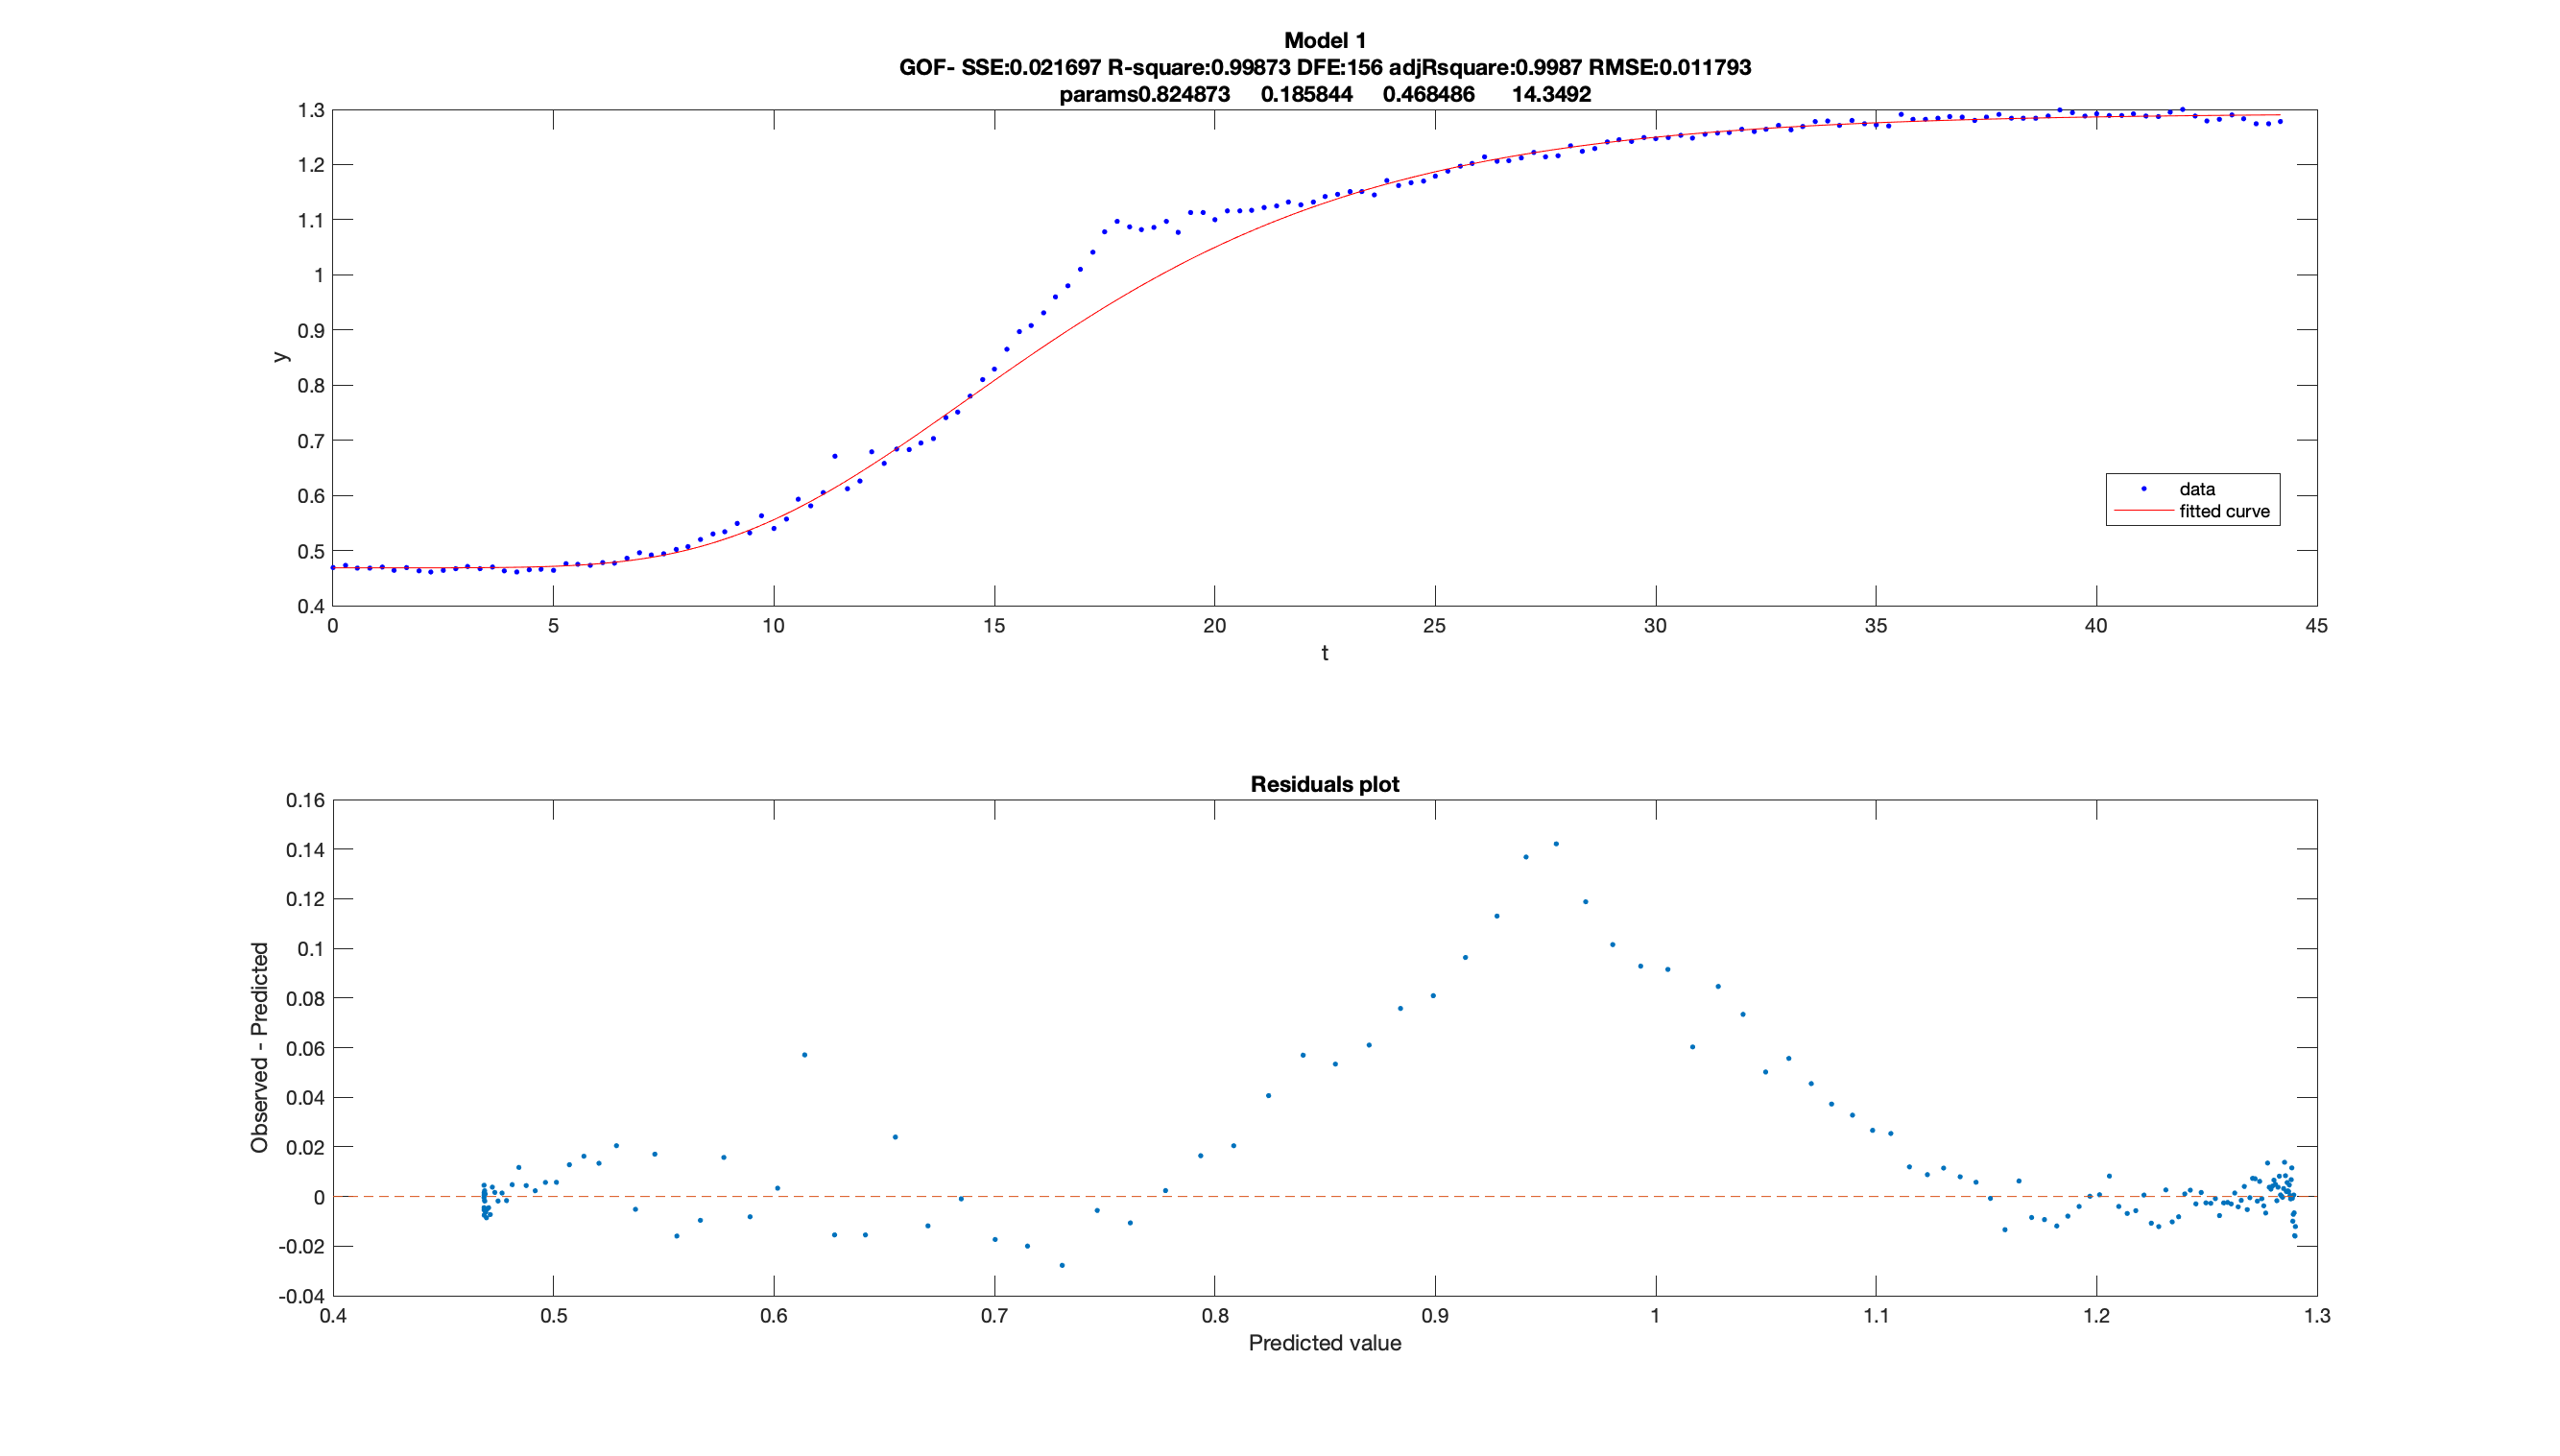 Model 1
GOF- SSE:0.021697 R-square:0.99873 DFE:156 adjRsquare:0.9987 RMSE:0.011793
params0.824873 0.185844 0.468486 14.3492
1.3
1.2
1.1
1
0.9
0.8
0.7
0.6
0.5
0.4
y
data
fitted curve
0 5 10 15 20 25 30 35 40 45
t
Residuals plot
0.16
0.14
0.12
0.1
0.08
0.06
0.04
0.02
0
-0.02
-0.04
Observed - Predicted
0.4 0.5 0.6 0.7 0.8 0.9 1 1.1 1.2 1.3
Predicted value